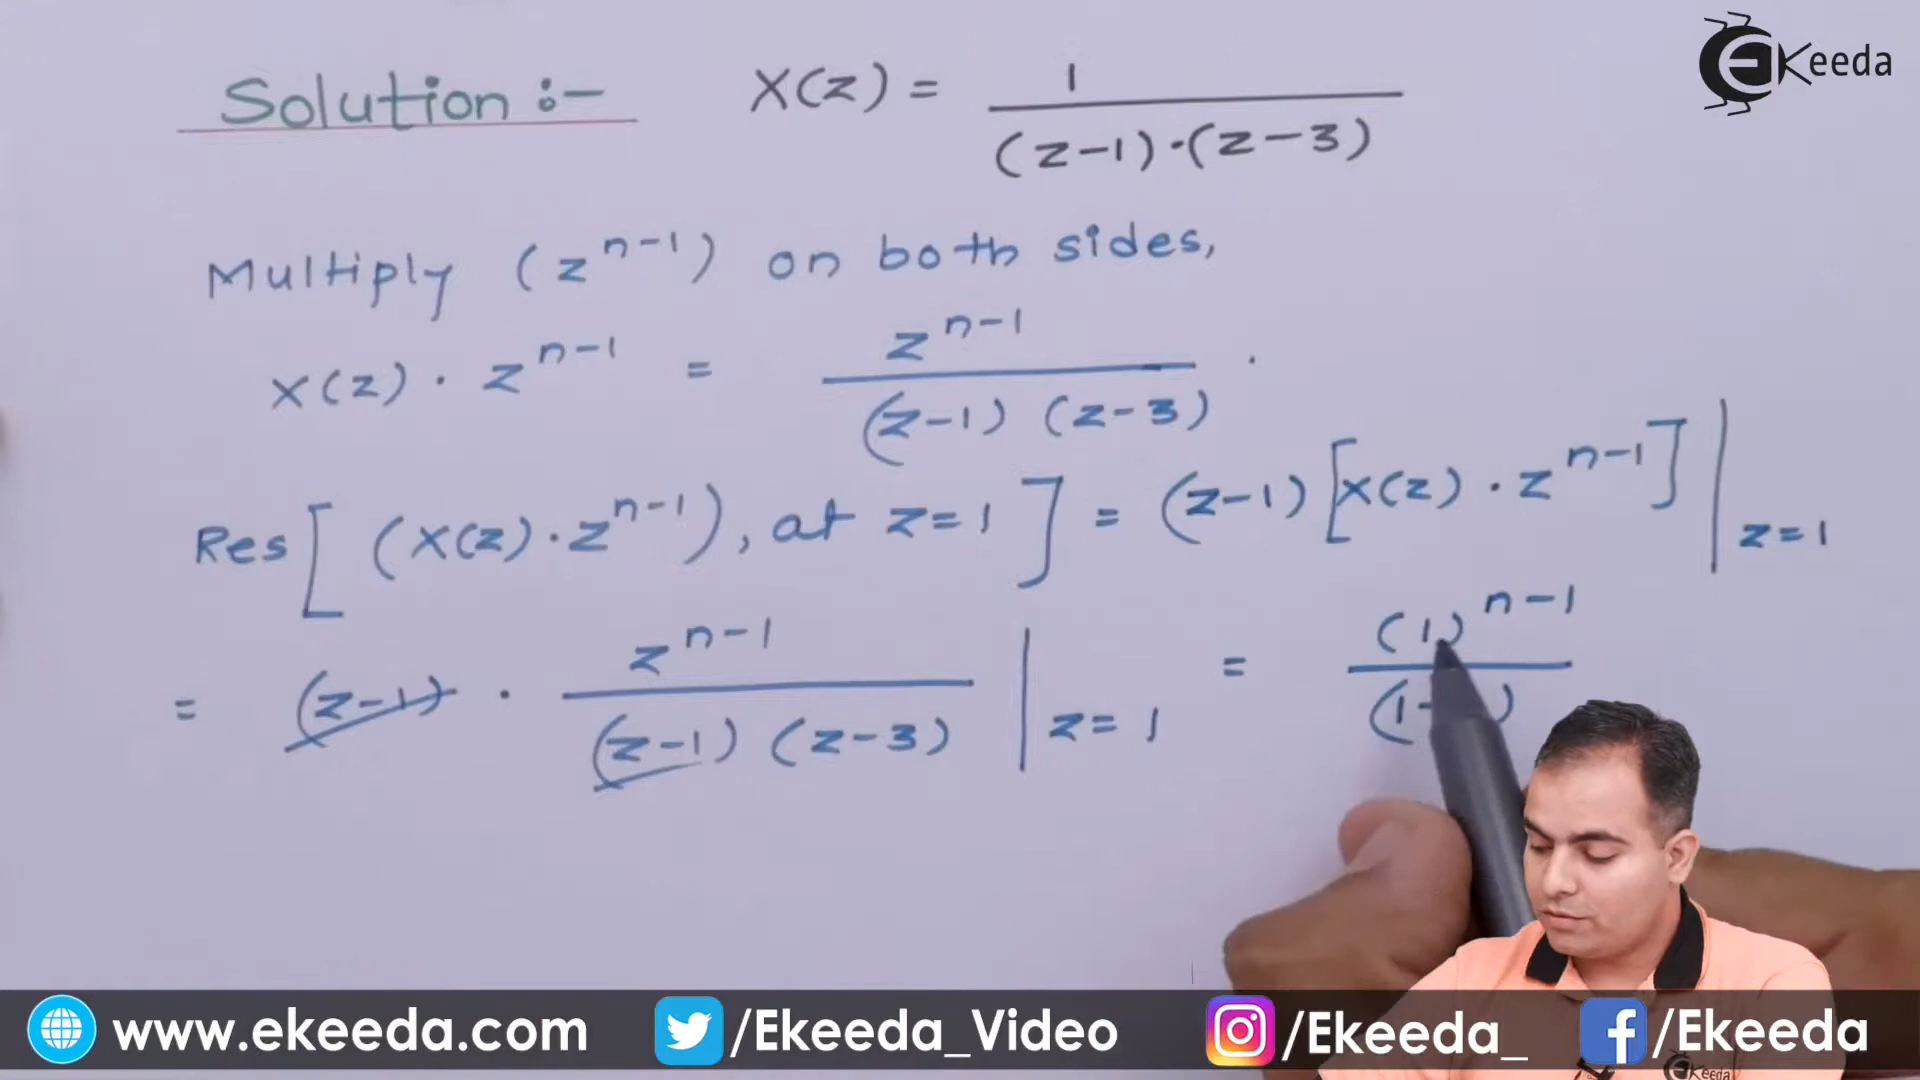 Solution :- X(z) = 1 / (z-1)·(z-3)
Multiply (z^n-1) on both sides,
X(z) · z^n-1 = z^n-1 / (z-1) (z-3) .
Res [ (X(z)·z^n-1), at z=1 ] = (z-1) [X(z) · z^n-1] | z=1
= (z-1) · z^n-1 / (z-1) (z-3) | z=1 = (1)^n-1 / (1- )
EKeeda
www.ekeeda.com /Ekeeda_Video /Ekeeda_ /Ekeeda
EKeeda